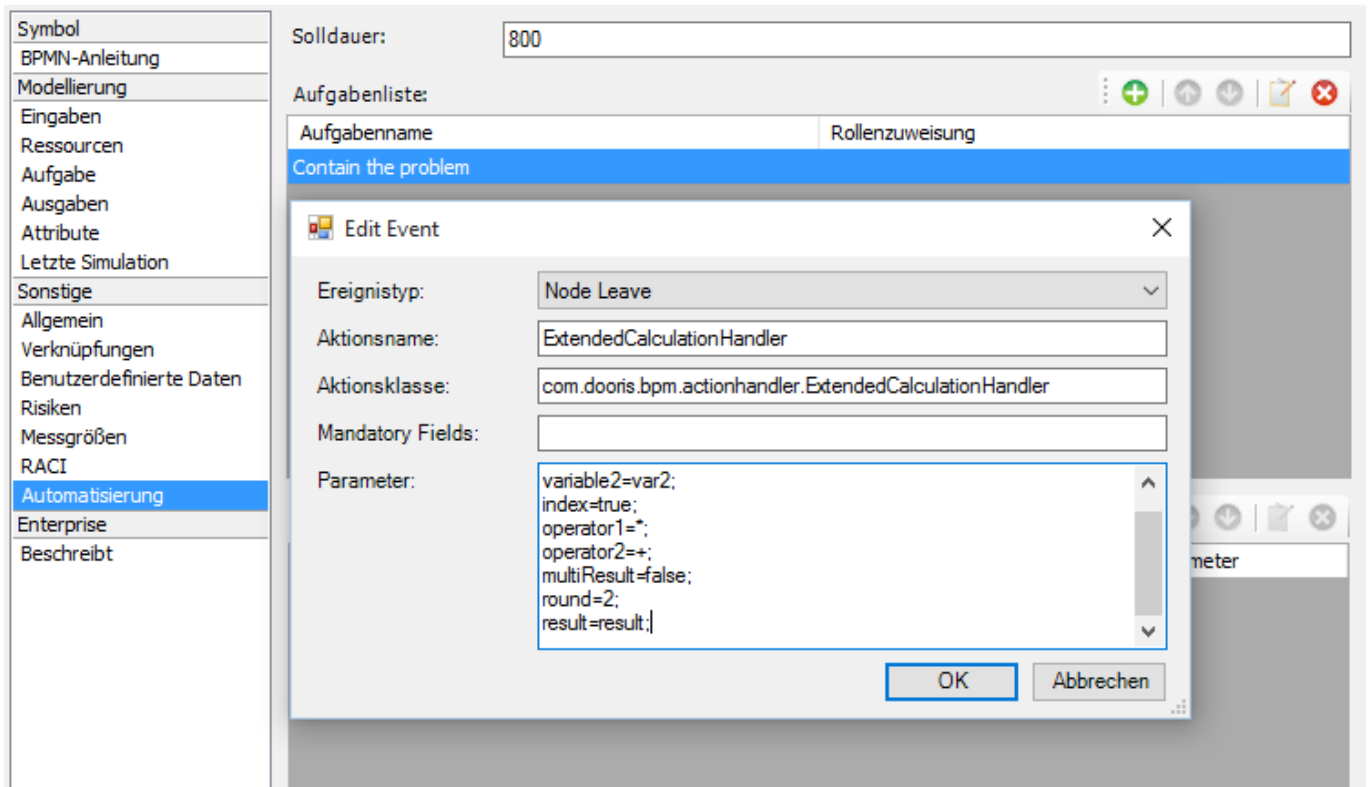 Symbol
BPMN-Anleitung
Modellierung
Eingaben
Ressourcen
Aufgabe
Ausgaben
Attribute
Letzte Simulation
Sonstige
Allgemein
Verknüpfungen
Benutzerdefinierte Daten
Risiken
Messgrößen
RACI
Automatisierung
Enterprise
Beschreibt
Solldauer: 800
Aufgabenliste:
Aufgabenname Rollenzuweisung
Contain the problem
Edit Event
Ereignistyp: Node Leave
Aktionsname: ExtendedCalculationHandler
Aktionsklasse: com.dooris.bpm.actionhandler.ExtendedCalculationHandler
Mandatory Fields:
Parameter: variable2=var2;
index=true;
operator1=*;
operator2=+;
multiResult=false;
round=2;
result=result;
OK Abbrechen
meter